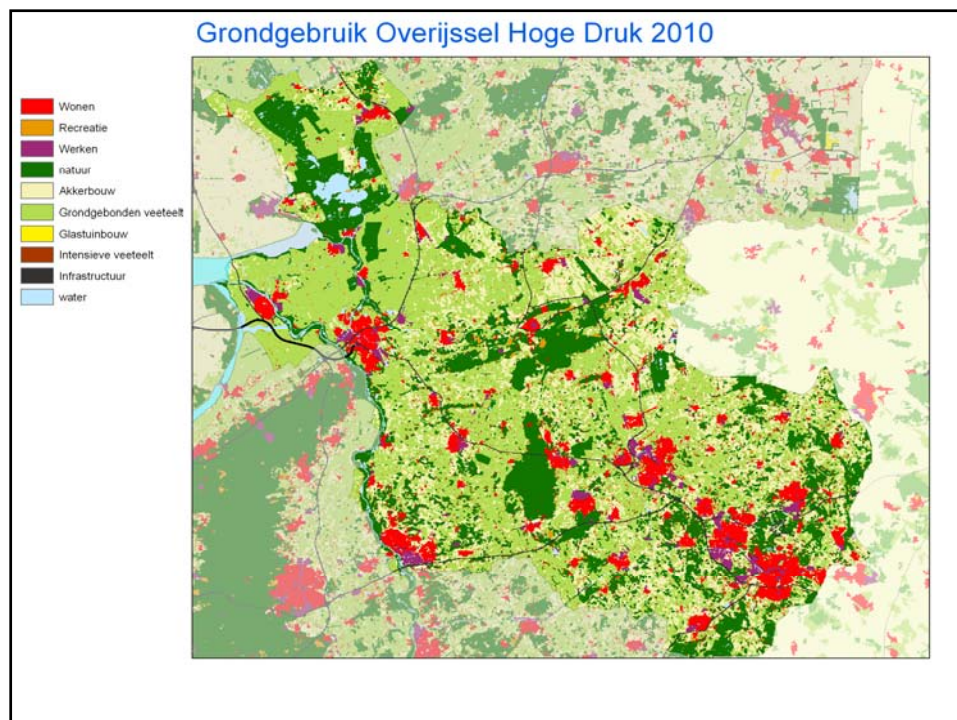 Grondgebruik Overijssel Hoge Druk 2010
Wonen
Recreatie
Werken
natuur
Akkerbouw
Grondgebonden veeteelt
Glastuinbouw
Intensieve veeteelt
Infrastructuur
water